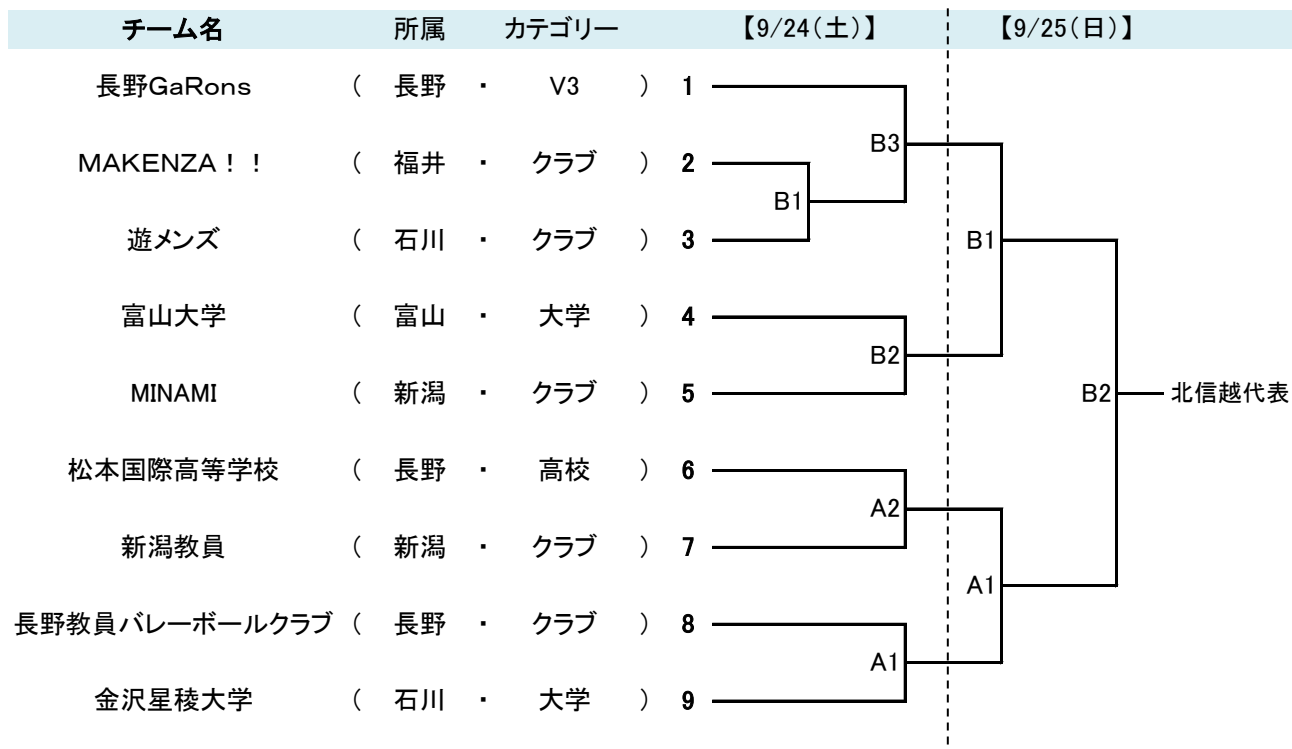 チーム名 所属 カテゴリー 【9/24(土)】 【9/25(日)】
長野GaRons ( 長野 ・ V3 ) 1
B3
MAKENZA!! ( 福井 ・ クラブ ) 2
B1
遊メンズ ( 石川 ・ クラブ ) 3
B1
富山大学 ( 富山 ・ 大学 ) 4
B2
MINAMI ( 新潟 ・ クラブ ) 5
B2 北信越代表
松本国際高等学校 ( 長野 ・ 高校 ) 6
A2
新潟教員 ( 新潟 ・ クラブ ) 7
A1
長野教員バレーボールクラブ ( 長野 ・ クラブ ) 8
A1
金沢星稜大学 ( 石川 ・ 大学 ) 9